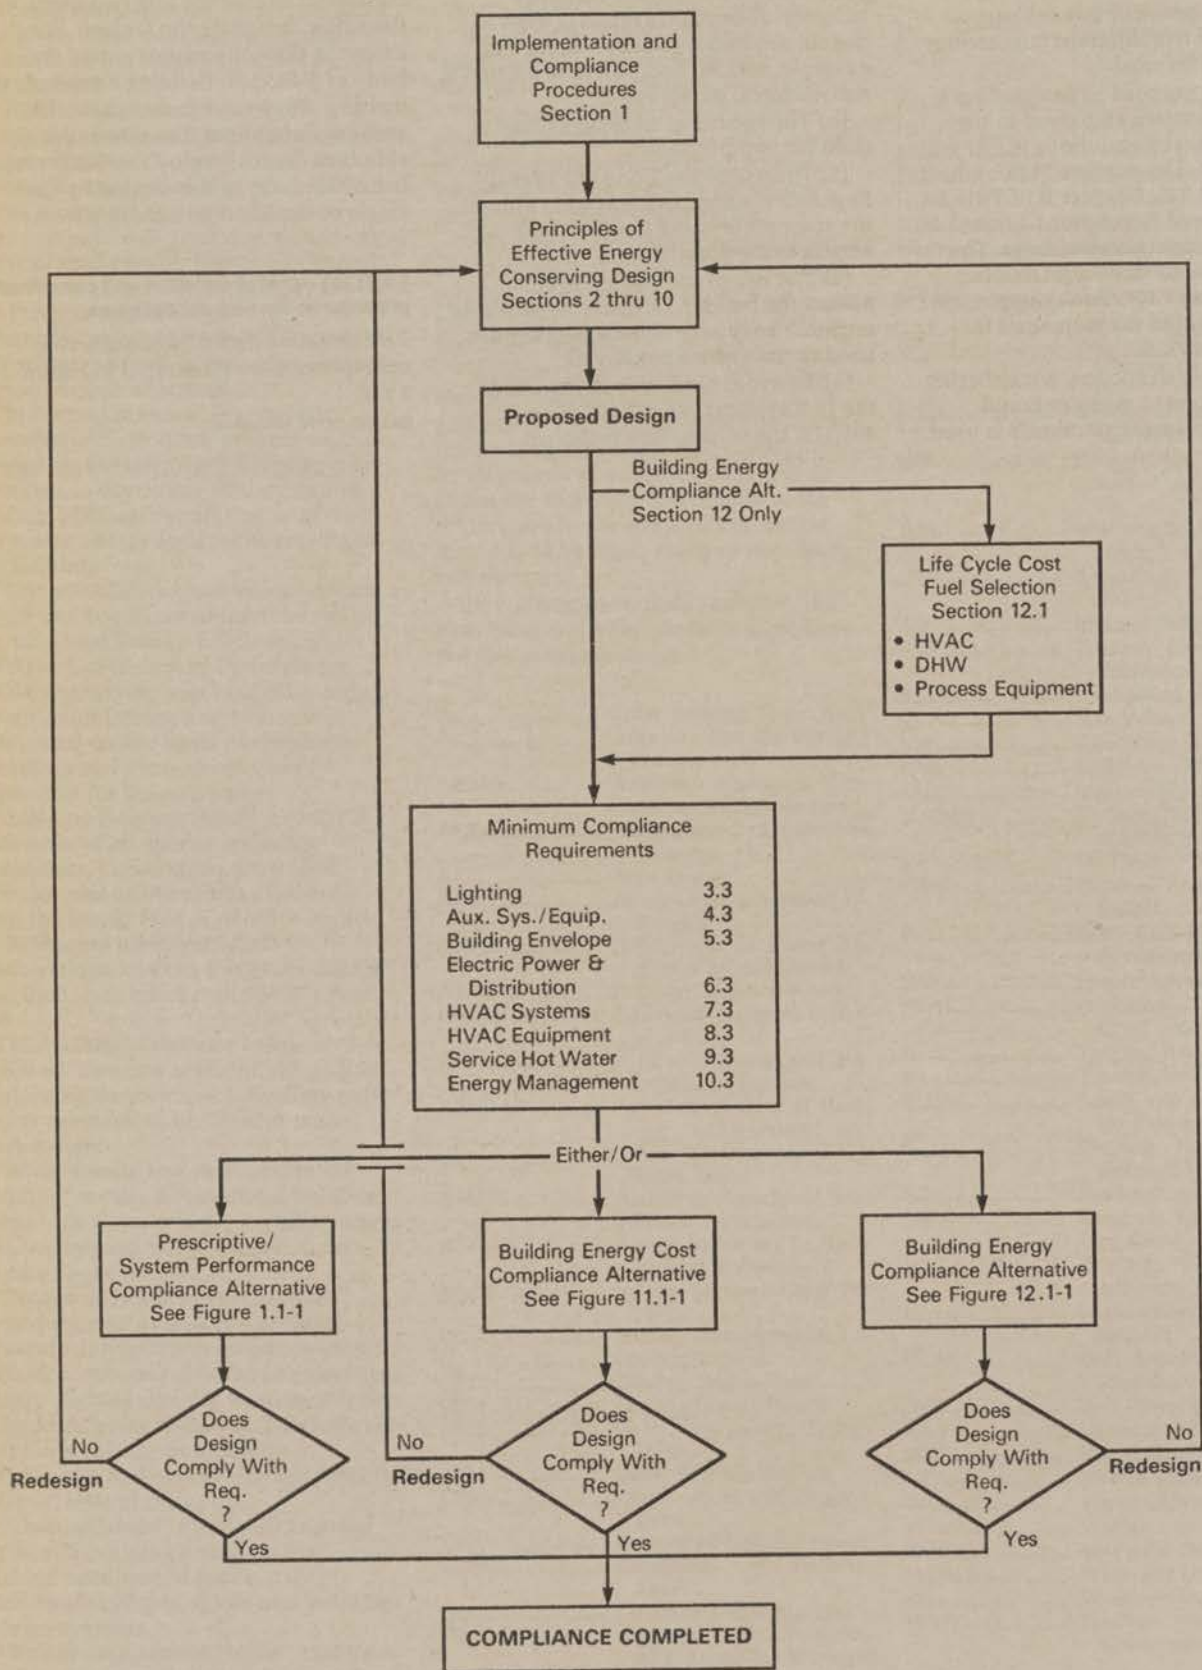 Implementation and
Compliance
Procedures
Section 1
Principles of
Effective Energy
Conserving Design
Sections 2 thru 10
Proposed Design
Building Energy
Compliance Alt.
Section 12 Only
Life Cycle Cost
Fuel Selection
Section 12.1
• HVAC
• DHW
• Process Equipment
Minimum Compliance
Requirements
Lighting 3.3
Aux. Sys./Equip. 4.3
Building Envelope 5.3
Electric Power &
Distribution 6.3
HVAC Systems 7.3
HVAC Equipment 8.3
Service Hot Water 9.3
Energy Management 10.3
Either/Or
Prescriptive/
System Performance
Compliance Alternative
See Figure 1.1-1
Building Energy Cost
Compliance Alternative
See Figure 11.1-1
Building Energy
Compliance Alternative
See Figure 12.1-1
Does
Design
Comply With
Req.
?
No
Redesign
Yes
Does
Design
Comply With
Req.
?
No
Redesign
Yes
Does
Design
Comply With
Req.
?
No
Redesign
Yes
COMPLIANCE COMPLETED